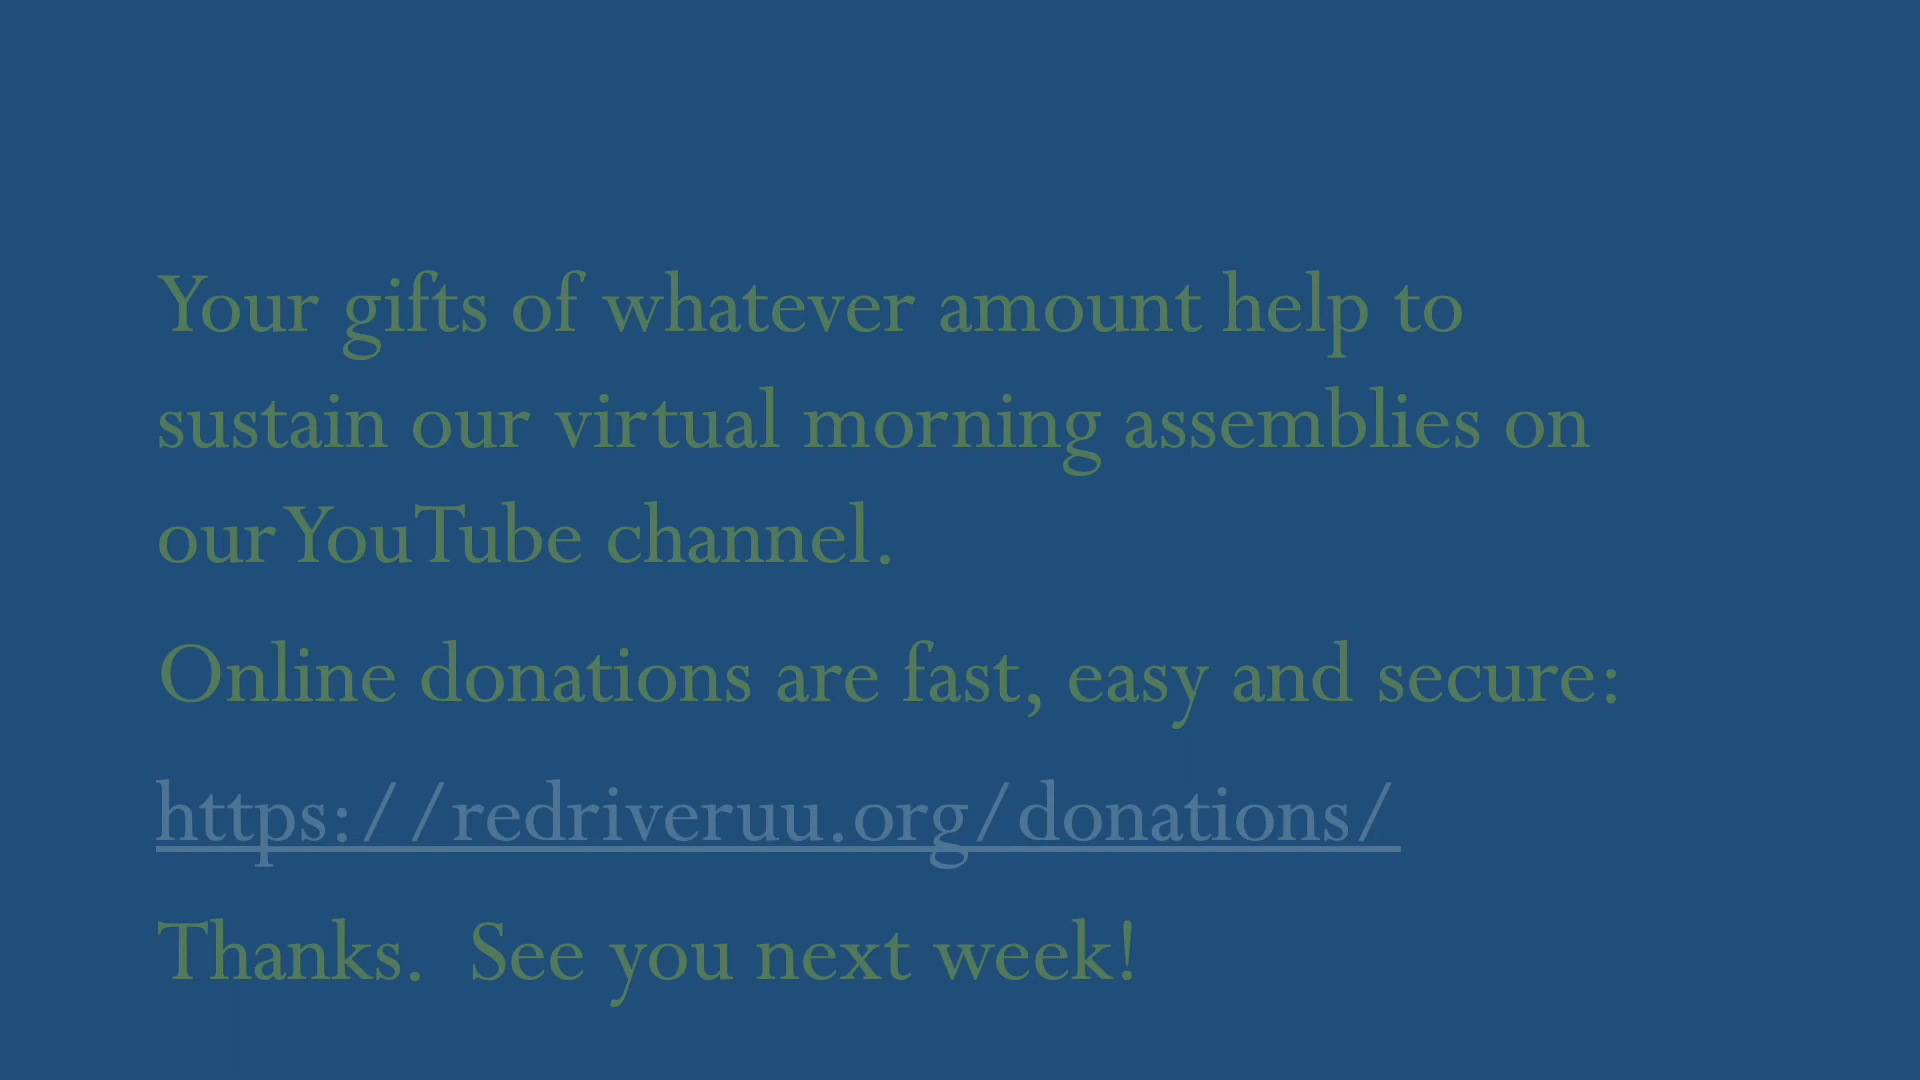 Your gifts of whatever amount help to
sustain our virtual morning assemblies on
our YouTube channel.
Online donations are fast, easy and secure:
https://redriveruu.org/donations/
Thanks.  See you next week!